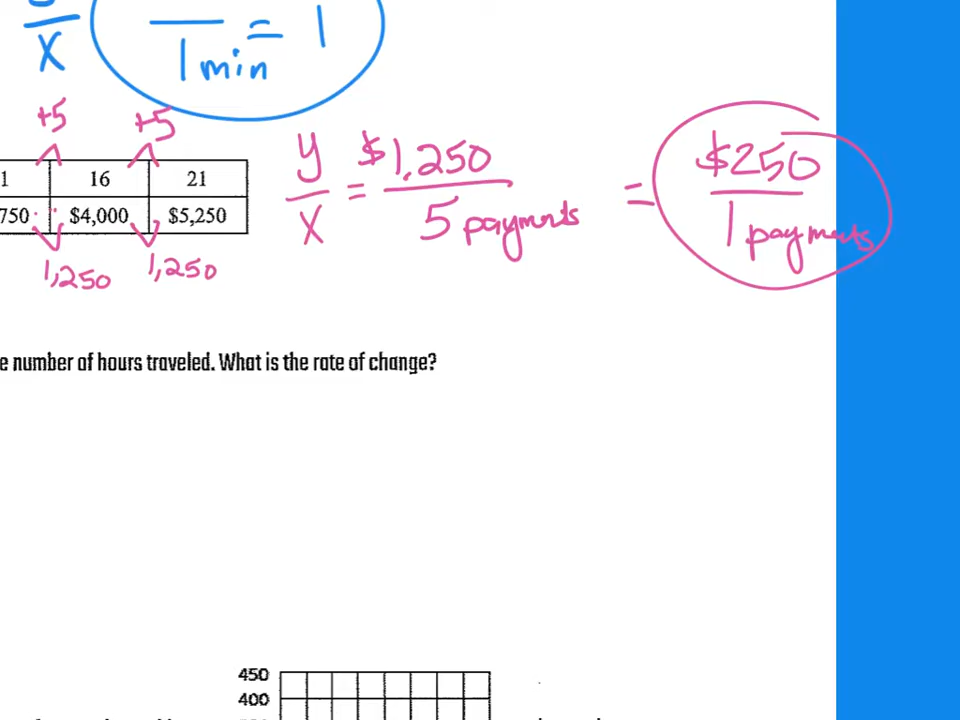 x
1 min = 1
+5 +5
1 16 21
y/x = $1,250 / 5 payments = $250 / 1 payments
750 $4,000 $5,250
1,250 1,250
e number of hours traveled. What is the rate of change?
450
400